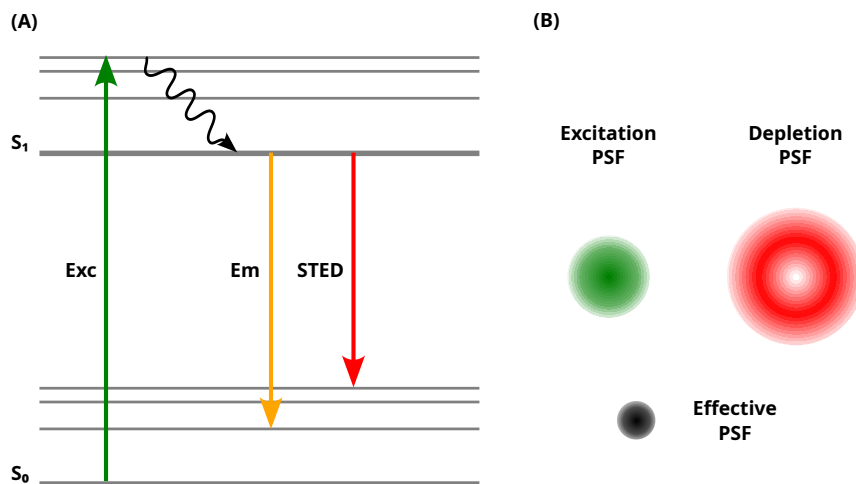 (A)
S₁
Exc
Em
STED
S₀
(B)
Excitation
PSF
Depletion
PSF
Effective
PSF